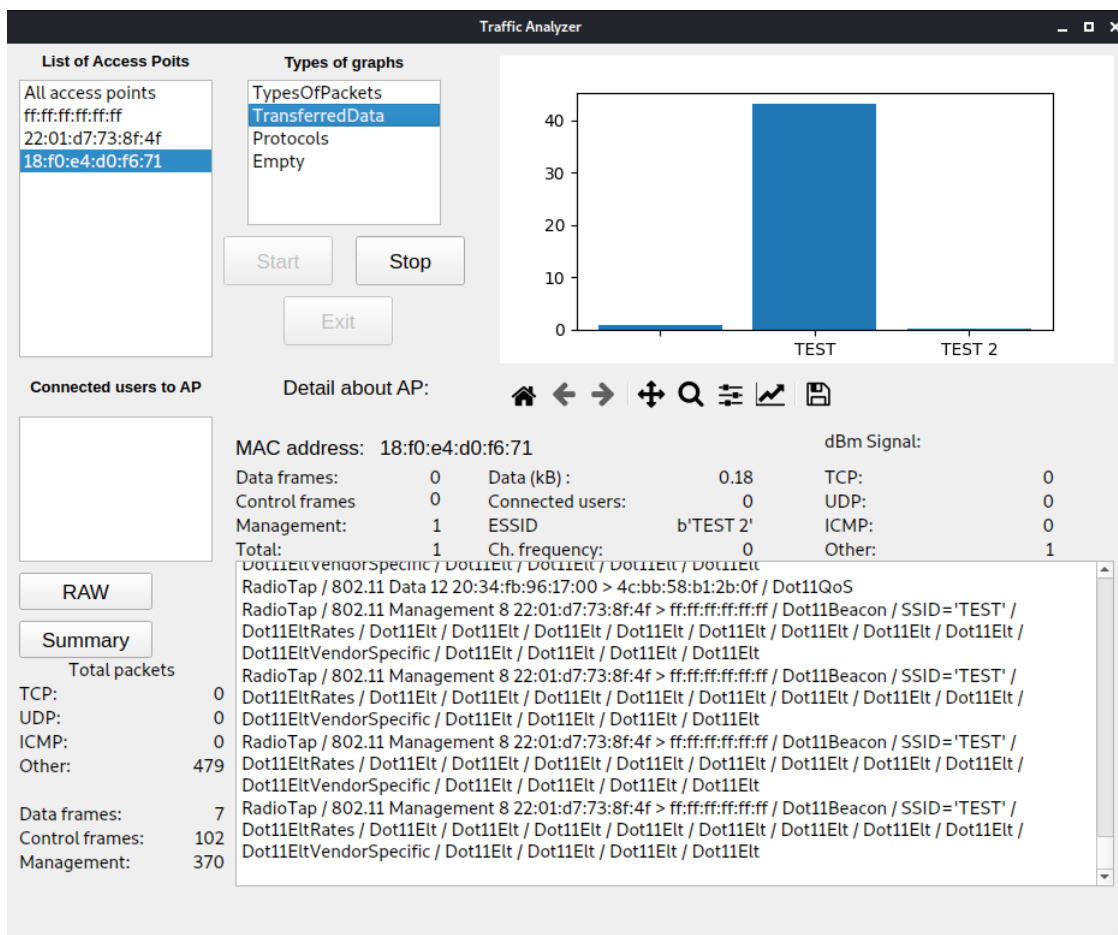 Traffic Analyzer
List of Access Poits
All access points
ff:ff:ff:ff:ff:ff
22:01:d7:73:8f:4f
18:f0:e4:d0:f6:71
Types of graphs
TypesOfPackets
TransferredData
Protocols
Empty
Start
Stop
Exit
40
30
20
10
0
TEST
TEST 2
Connected users to AP
Detail about AP:
MAC address: 18:f0:e4:d0:f6:71
dBm Signal:
Data frames: 0
Data (kB) : 0.18
TCP: 0
Control frames 0
Connected users: 0
UDP: 0
Management: 1
ESSID b'TEST 2'
ICMP: 0
Total: 1
Ch. frequency: 0
Other: 1
RAW
Summary
Total packets
TCP: 0
UDP: 0
ICMP: 0
Other: 479
Data frames: 7
Control frames: 102
Management: 370
Dot11EltVendorSpecific / Dot11Elt / Dot11Elt / Dot11Elt / Dot11Elt
RadioTap / 802.11 Data 12 20:34:fb:96:17:00 > 4c:bb:58:b1:2b:0f / Dot11QoS
RadioTap / 802.11 Management 8 22:01:d7:73:8f:4f > ff:ff:ff:ff:ff:ff / Dot11Beacon / SSID='TEST' /
Dot11EltRates / Dot11Elt / Dot11Elt / Dot11Elt / Dot11Elt / Dot11Elt / Dot11Elt / Dot11Elt / Dot11Elt /
Dot11EltVendorSpecific / Dot11Elt / Dot11Elt / Dot11Elt / Dot11Elt
RadioTap / 802.11 Management 8 22:01:d7:73:8f:4f > ff:ff:ff:ff:ff:ff / Dot11Beacon / SSID='TEST' /
Dot11EltRates / Dot11Elt / Dot11Elt / Dot11Elt / Dot11Elt / Dot11Elt / Dot11Elt / Dot11Elt / Dot11Elt /
Dot11EltVendorSpecific / Dot11Elt / Dot11Elt / Dot11Elt / Dot11Elt
RadioTap / 802.11 Management 8 22:01:d7:73:8f:4f > ff:ff:ff:ff:ff:ff / Dot11Beacon / SSID='TEST' /
Dot11EltRates / Dot11Elt / Dot11Elt / Dot11Elt / Dot11Elt / Dot11Elt / Dot11Elt / Dot11Elt / Dot11Elt /
Dot11EltVendorSpecific / Dot11Elt / Dot11Elt / Dot11Elt / Dot11Elt
RadioTap / 802.11 Management 8 22:01:d7:73:8f:4f > ff:ff:ff:ff:ff:ff / Dot11Beacon / SSID='TEST' /
Dot11EltRates / Dot11Elt / Dot11Elt / Dot11Elt / Dot11Elt / Dot11Elt / Dot11Elt / Dot11Elt / Dot11Elt /
Dot11EltVendorSpecific / Dot11Elt / Dot11Elt / Dot11Elt / Dot11Elt